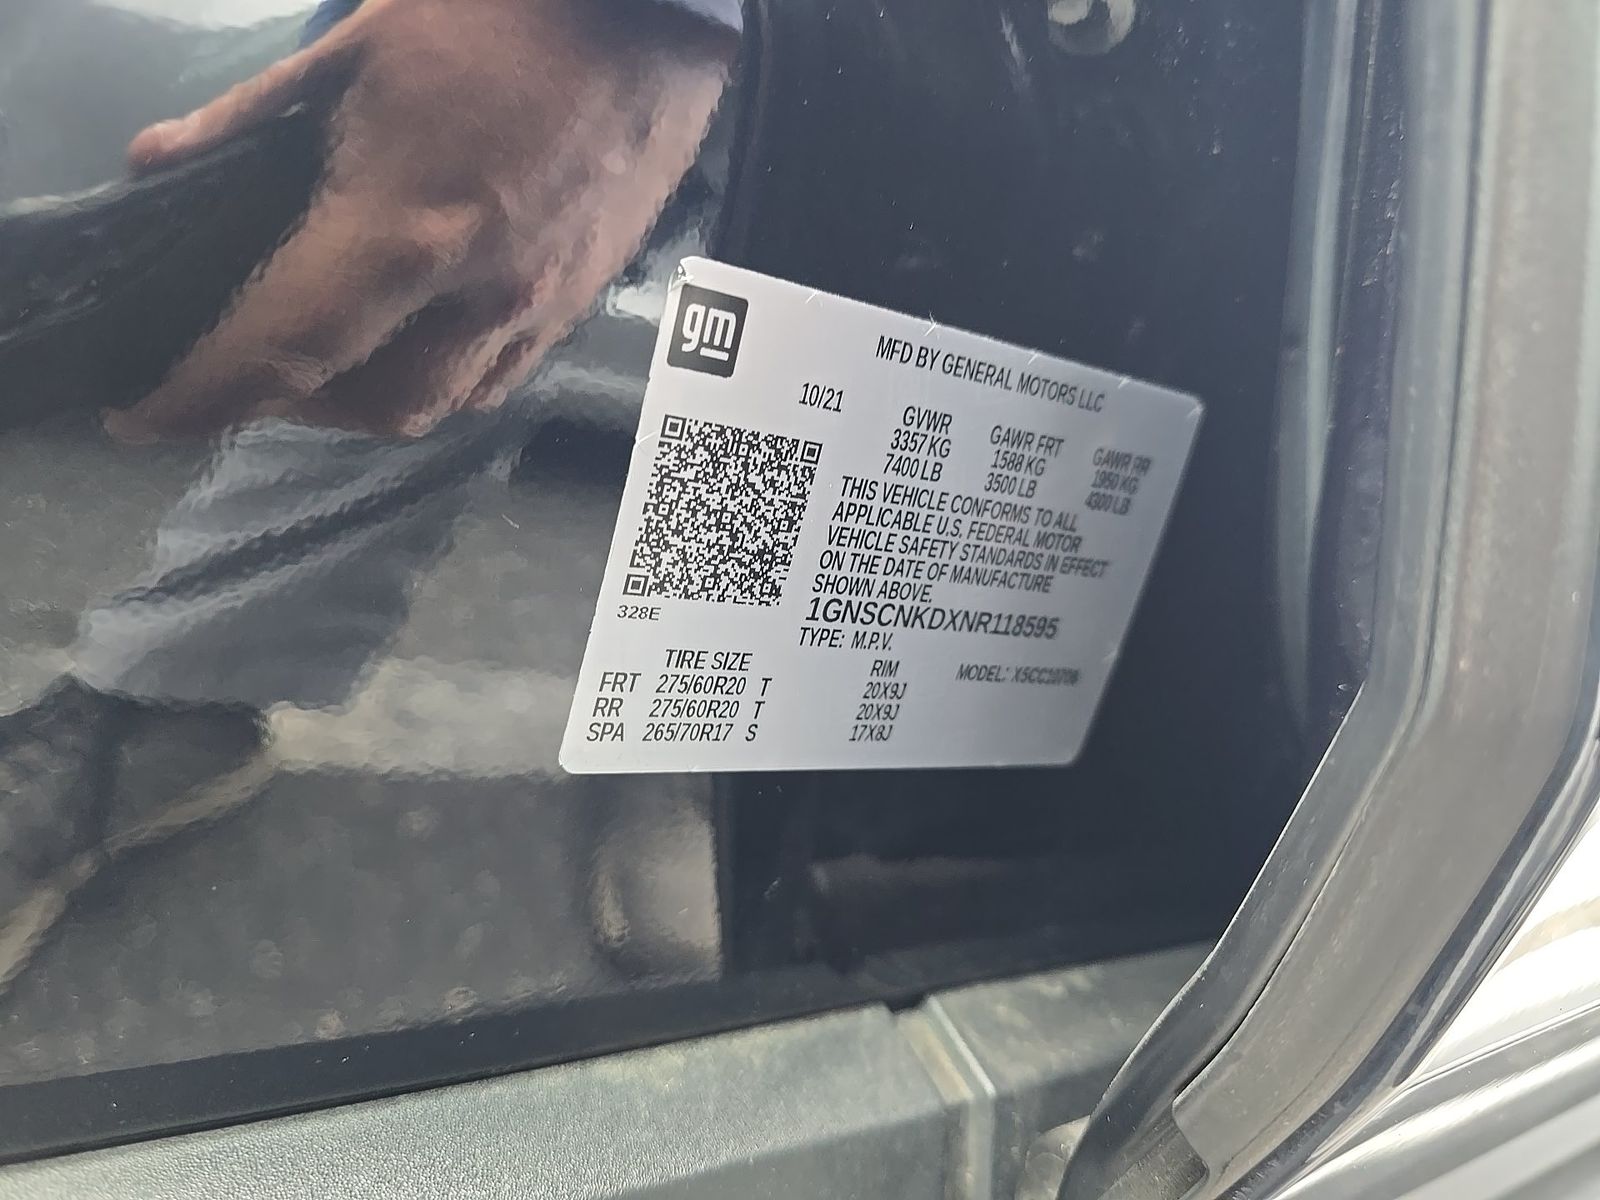 gm
MFD BY GENERAL MOTORS LLC
10/21
GVWR GAWR FRT GAWR RR
3357 KG 1588 KG 1950 KG
7400 LB 3500 LB 4300 LB
THIS VEHICLE CONFORMS TO ALL
APPLICABLE U.S. FEDERAL MOTOR
VEHICLE SAFETY STANDARDS IN EFFECT
ON THE DATE OF MANUFACTURE
SHOWN ABOVE.
328E
1GNSCNKDXNR118595
TYPE: M.P.V.
TIRE SIZE RIM MODEL:
FRT 275/60R20 T 20X9J
RR 275/60R20 T 20X9J
SPA 265/70R17 S 17X8J